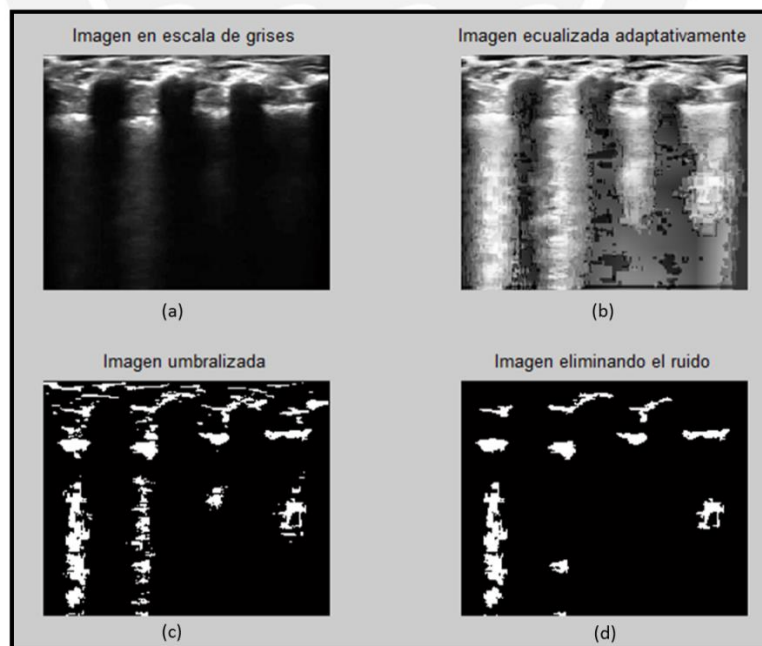 Imagen en escala de grises
Imagen ecualizada adaptativamente
(a)
(b)
Imagen umbralizada
Imagen eliminando el ruido
(c)
(d)